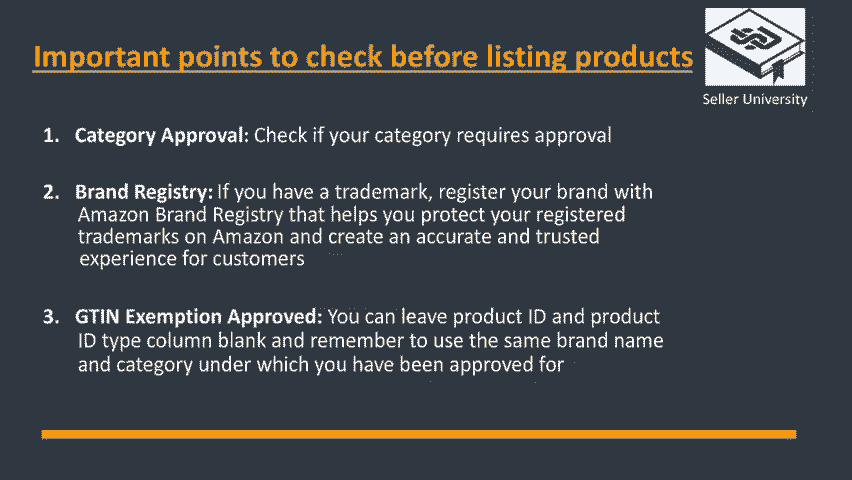 Important points to check before listing products
Seller University
1. Category Approval: Check if your category requires approval
2. Brand Registry: If you have a trademark, register your brand with
Amazon Brand Registry that helps you protect your registered
trademarks on Amazon and create an accurate and trusted
experience for customers
3. GTIN Exemption Approved: You can leave product ID and product
ID type column blank and remember to use the same brand name
and category under which you have been approved for